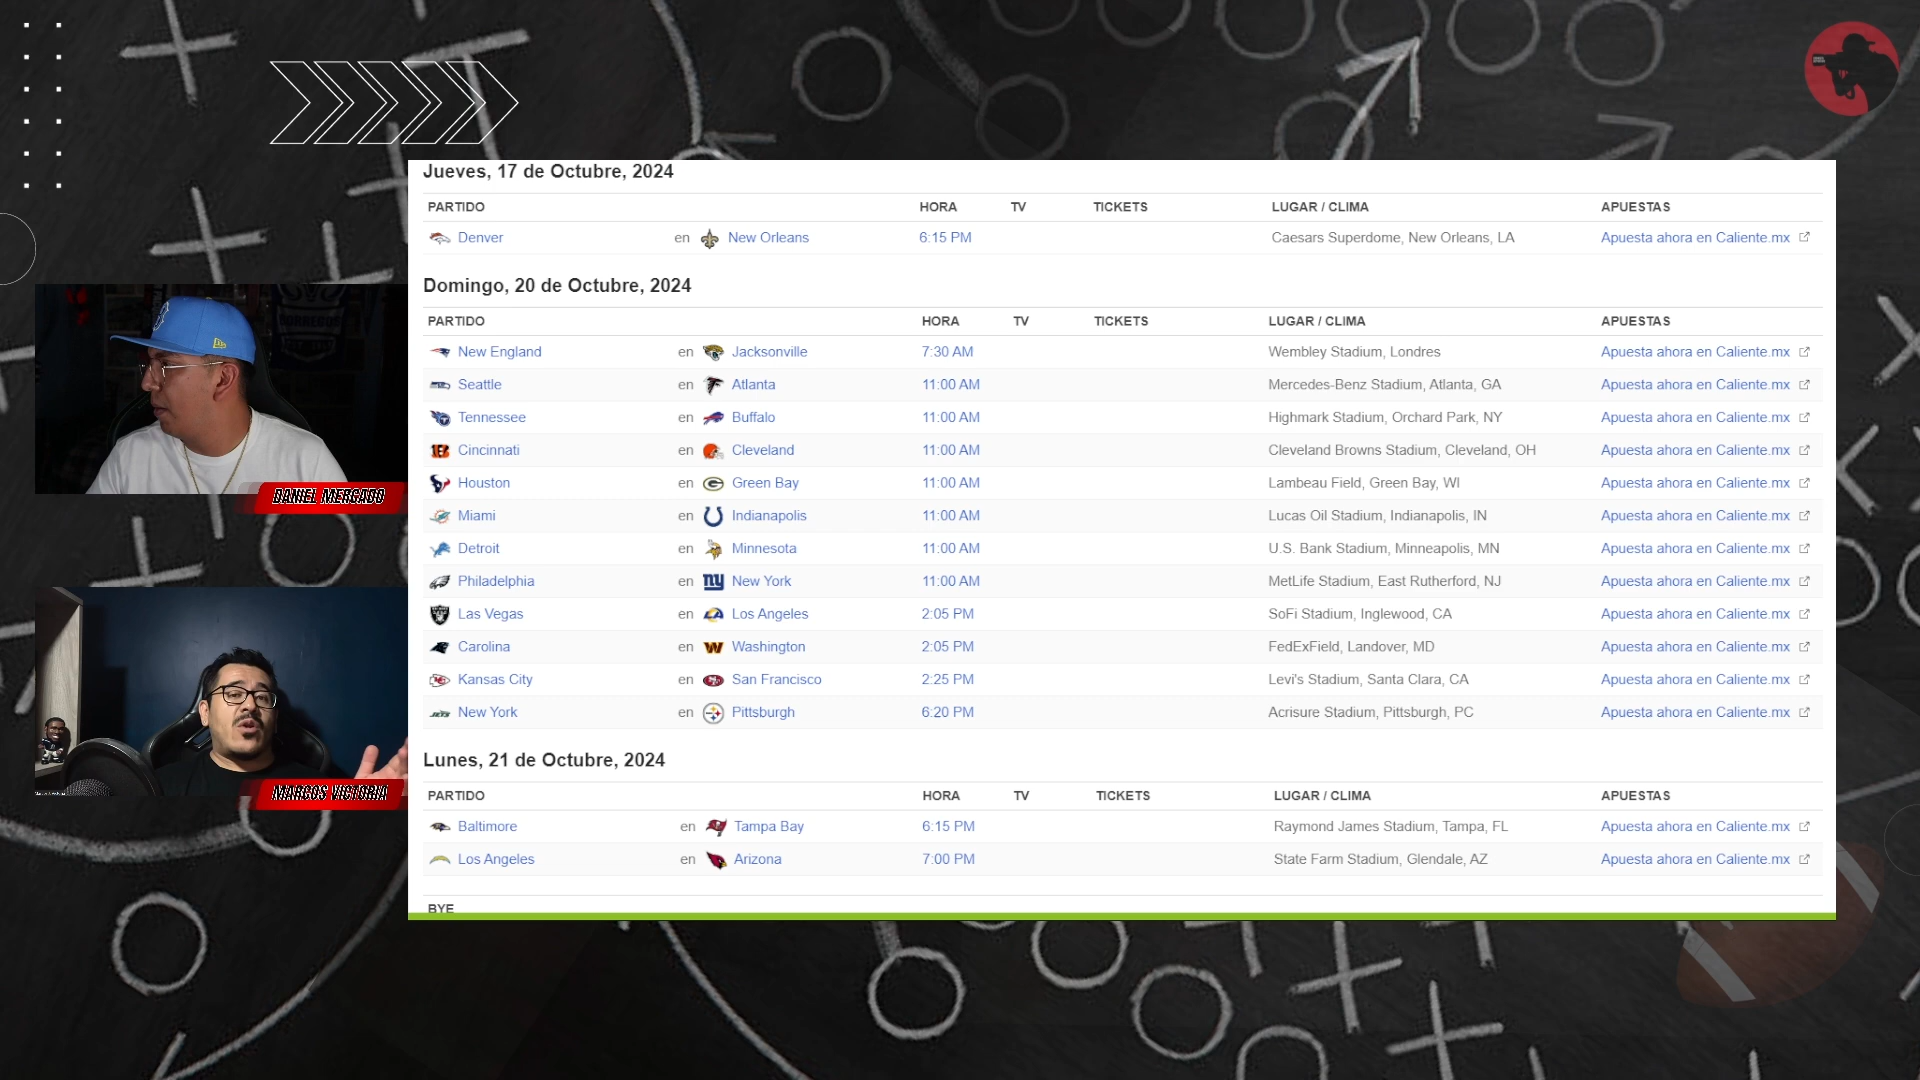 Jueves, 17 de Octubre, 2024
PARTIDO HORA TV TICKETS LUGAR / CLIMA APUESTAS
Denver en New Orleans 6:15 PM Caesars Superdome, New Orleans, LA Apuesta ahora en Caliente.mx
Domingo, 20 de Octubre, 2024
PARTIDO HORA TV TICKETS LUGAR / CLIMA APUESTAS
New England en Jacksonville 7:30 AM Wembley Stadium, Londres Apuesta ahora en Caliente.mx
Seattle en Atlanta 11:00 AM Mercedes-Benz Stadium, Atlanta, GA Apuesta ahora en Caliente.mx
Tennessee en Buffalo 11:00 AM Highmark Stadium, Orchard Park, NY Apuesta ahora en Caliente.mx
Cincinnati en Cleveland 11:00 AM Cleveland Browns Stadium, Cleveland, OH Apuesta ahora en Caliente.mx
Houston en Green Bay 11:00 AM Lambeau Field, Green Bay, WI Apuesta ahora en Caliente.mx
Miami en Indianapolis 11:00 AM Lucas Oil Stadium, Indianapolis, IN Apuesta ahora en Caliente.mx
Detroit en Minnesota 11:00 AM U.S. Bank Stadium, Minneapolis, MN Apuesta ahora en Caliente.mx
Philadelphia en New York 11:00 AM MetLife Stadium, East Rutherford, NJ Apuesta ahora en Caliente.mx
Las Vegas en Los Angeles 2:05 PM SoFi Stadium, Inglewood, CA Apuesta ahora en Caliente.mx
Carolina en Washington 2:05 PM FedExField, Landover, MD Apuesta ahora en Caliente.mx
Kansas City en San Francisco 2:25 PM Levi's Stadium, Santa Clara, CA Apuesta ahora en Caliente.mx
New York en Pittsburgh 6:20 PM Acrisure Stadium, Pittsburgh, PC Apuesta ahora en Caliente.mx
Lunes, 21 de Octubre, 2024
PARTIDO HORA TV TICKETS LUGAR / CLIMA APUESTAS
Baltimore en Tampa Bay 6:15 PM Raymond James Stadium, Tampa, FL Apuesta ahora en Caliente.mx
Los Angeles en Arizona 7:00 PM State Farm Stadium, Glendale, AZ Apuesta ahora en Caliente.mx
BYE
DANIEL MERCADO
MARCOS VICTORIA